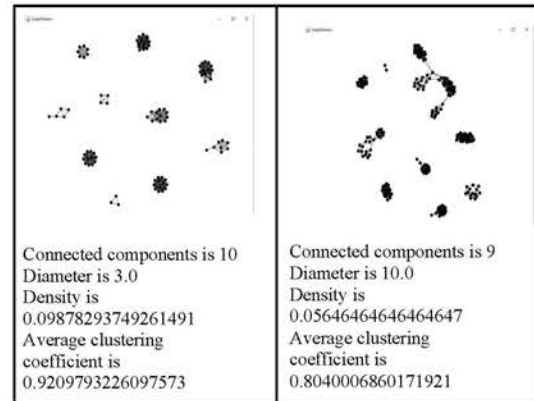 Connected components is 10
Diameter is 3.0
Density is
0.09878293749261491
Average clustering
coefficient is
0.9209793226097573
Connected components is 9
Diameter is 10.0
Density is
0.05646464646464647
Average clustering
coefficient is
0.8040006860171921